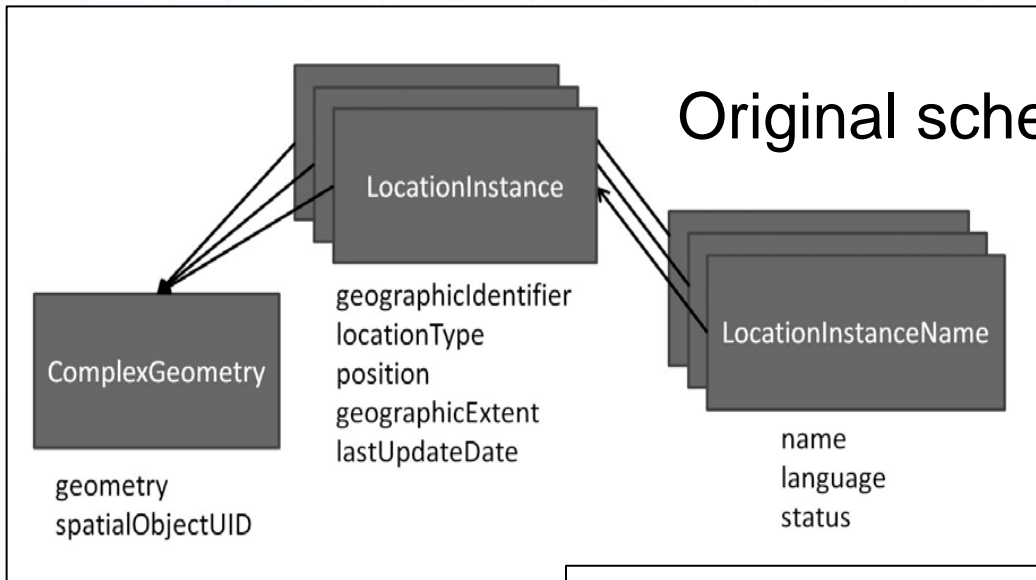 Original sche
LocationInstance
geographicIdentifier
locationType
position
geographicExtent
lastUpdateDate
ComplexGeometry
geometry
spatialObjectUID
LocationInstanceName
name
language
status